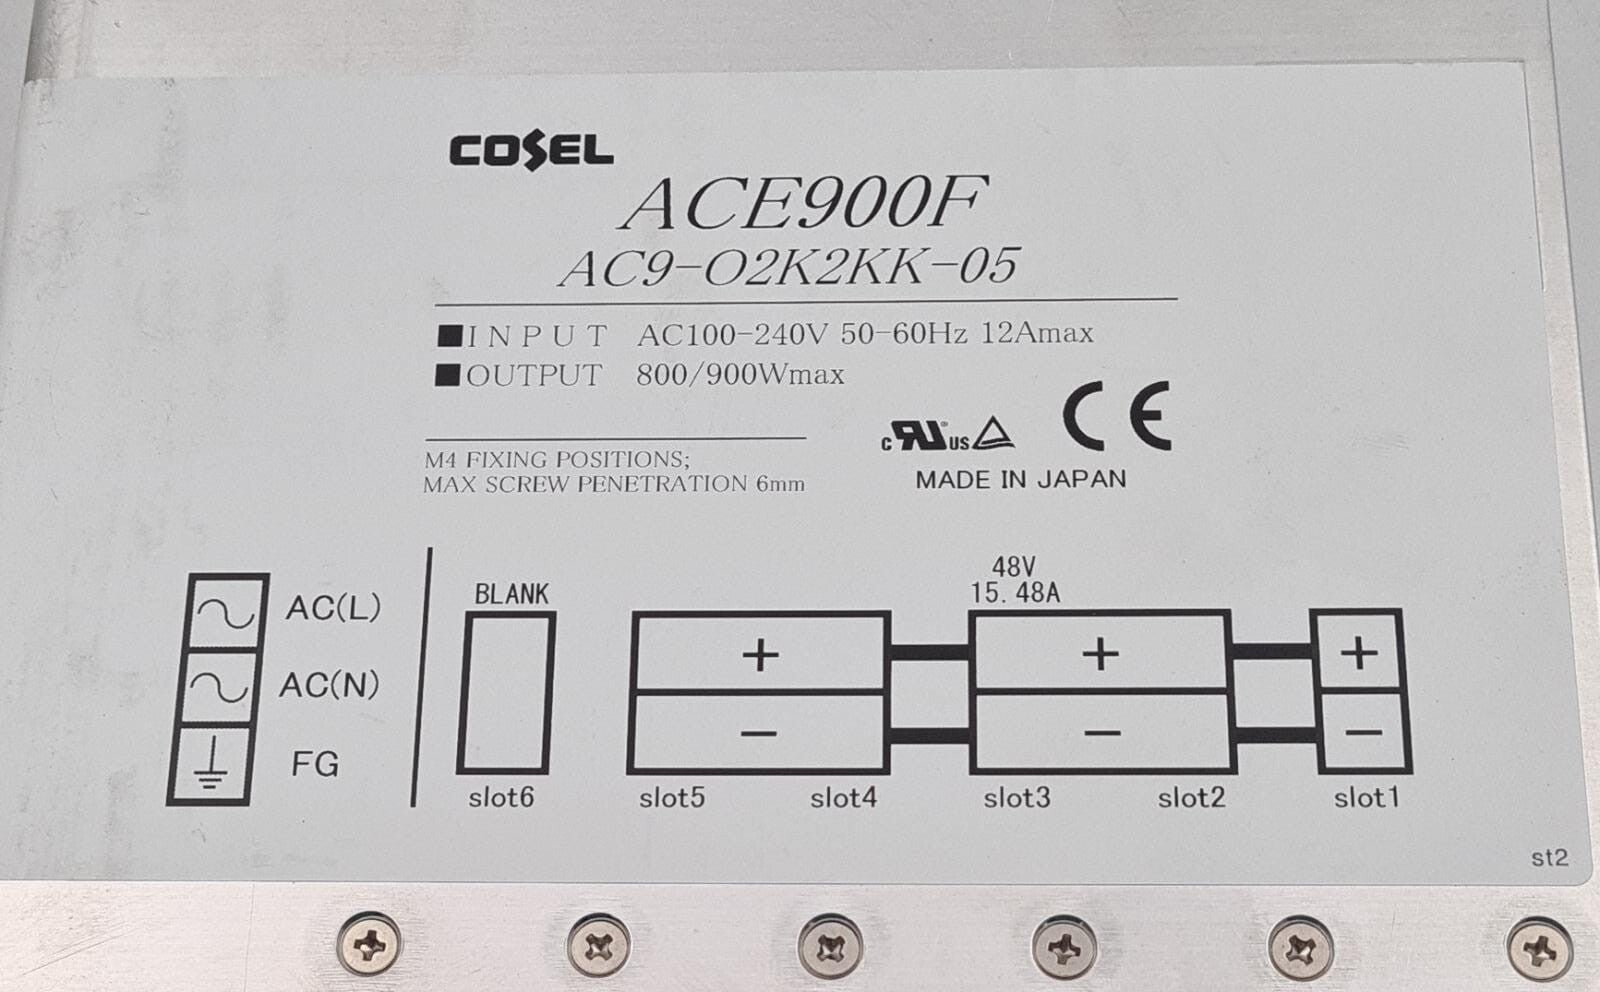 COSEL
ACE900F
AC9-O2K2KK-05
■INPUT AC100-240V 50-60Hz 12Amax
■OUTPUT 800/900Wmax
M4 FIXING POSITIONS;
MAX SCREW PENETRATION 6mm
c RU® US
CE
MADE IN JAPAN
AC(L)
AC(N)
FG
BLANK
48V
15.48A
+ + +
− − −
slot6 slot5 slot4 slot3 slot2 slot1
st2